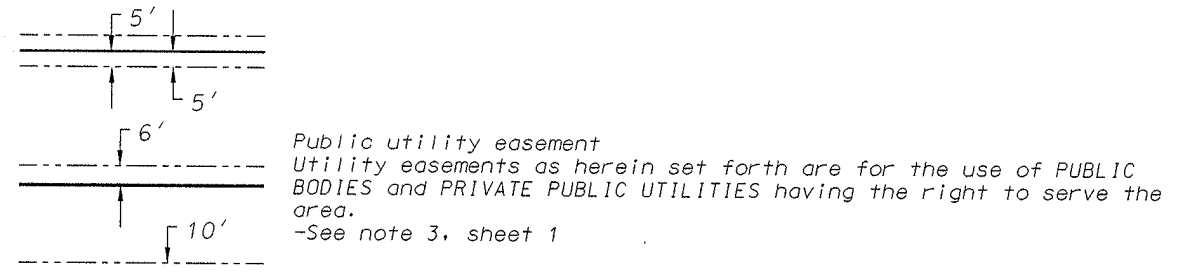 5'
5'
6'
Public utility easement
Utility easements as herein set forth are for the use of PUBLIC
BODIES and PRIVATE PUBLIC UTILITIES having the right to serve the
area.
-See note 3, sheet 1
10'